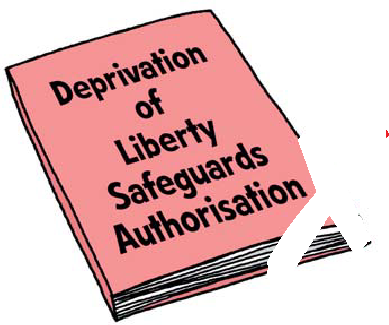 Deprivation
of
Liberty
Safeguards
Authorisation